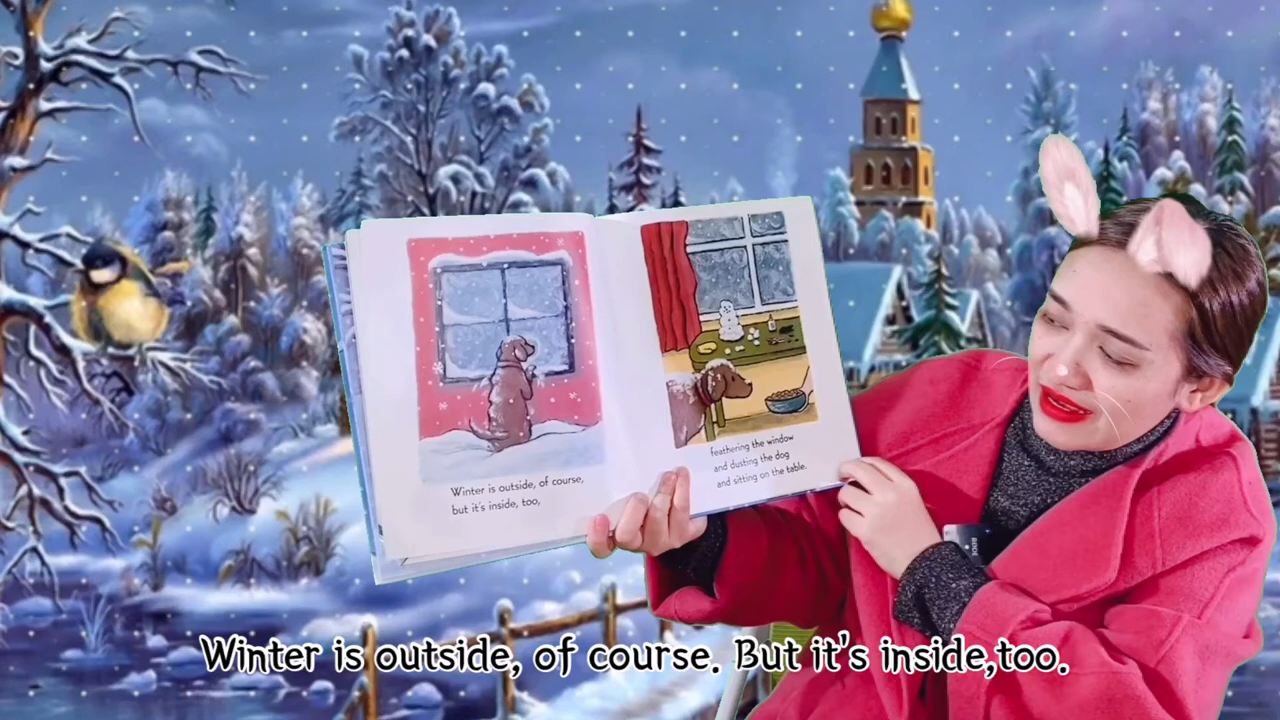 Winter is outside, of course,
but it's inside, too,
feathering the window
and dusting the dog
and sitting on the table.
RODE
Winter is outside, of course. But it's inside,too.